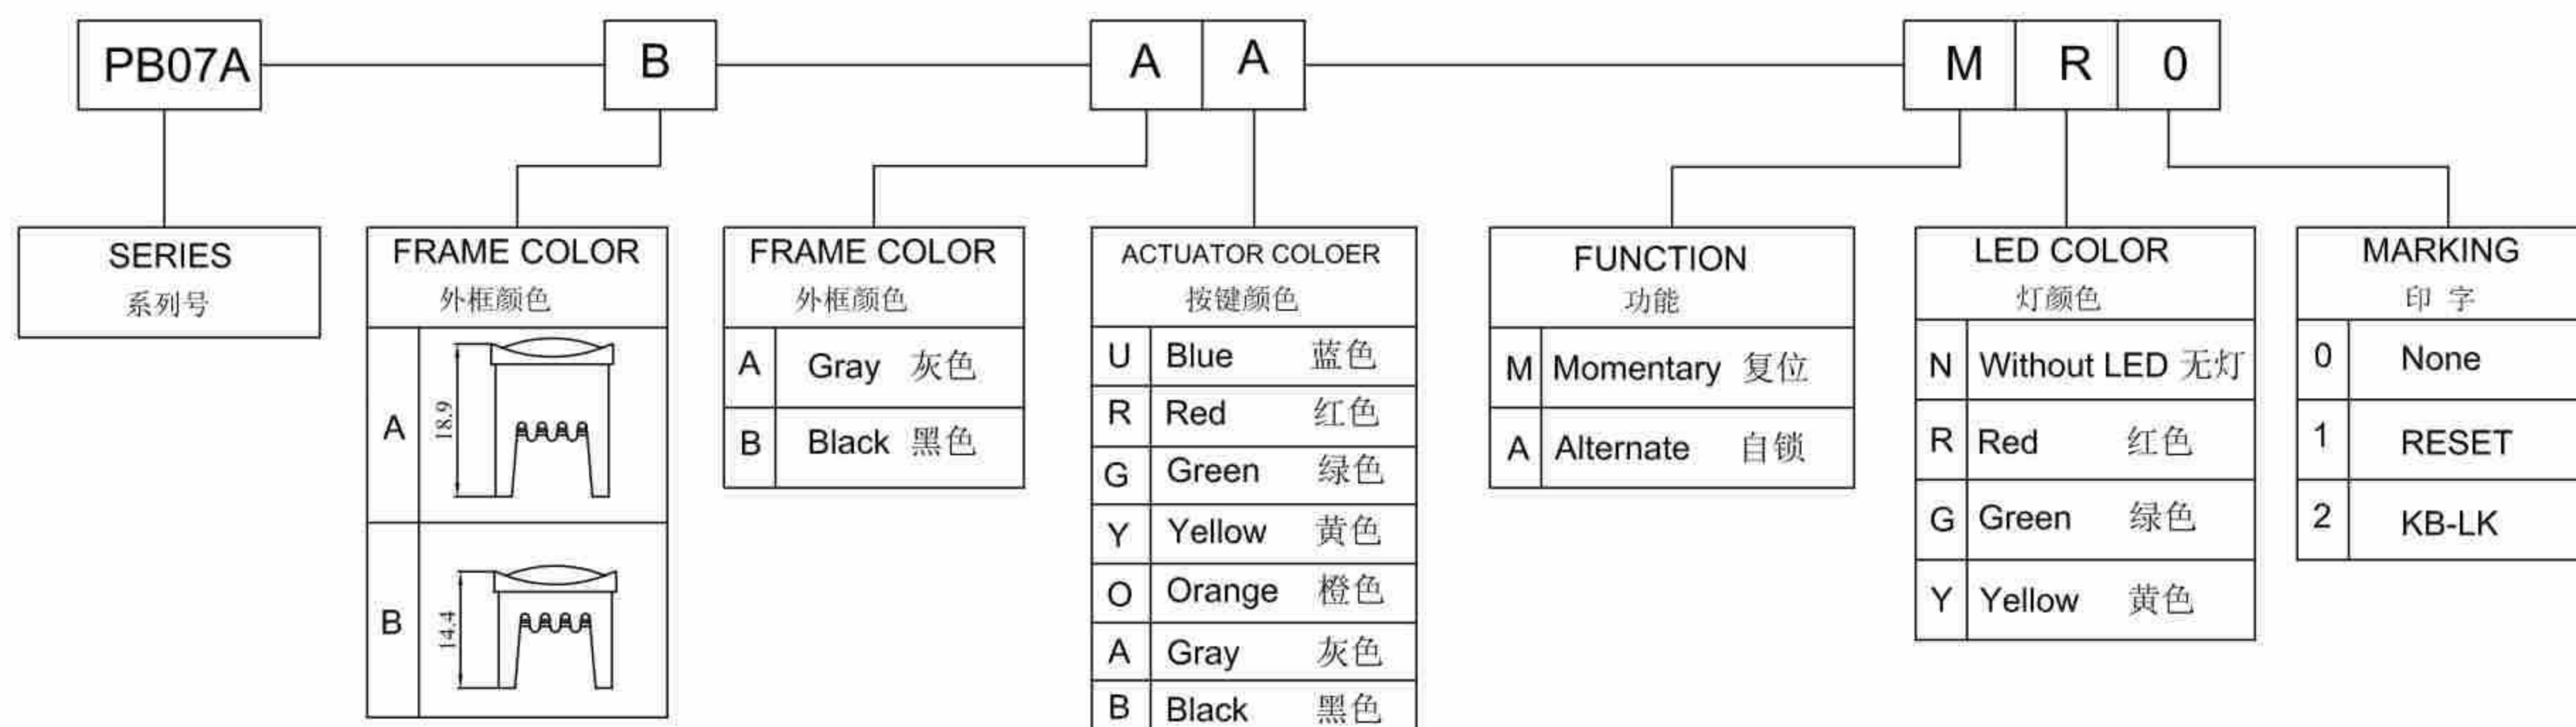 PB07A B A A M R 0
SERIES
系列号
FRAME COLOR
外框颜色
A 18.9
B 14.4
FRAME COLOR
外框颜色
A Gray 灰色
B Black 黑色
ACTUATOR COLOER
按键颜色
U Blue 蓝色
R Red 红色
G Green 绿色
Y Yellow 黄色
O Orange 橙色
A Gray 灰色
B Black 黑色
FUNCTION
功能
M Momentary 复位
A Alternate 自锁
LED COLOR
灯颜色
N Without LED 无灯
R Red 红色
G Green 绿色
Y Yellow 黄色
MARKING
印 字
0 None
1 RESET
2 KB-LK